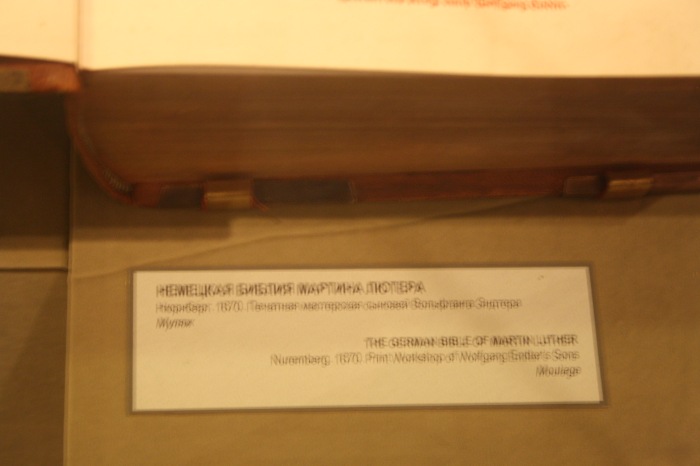 НЕМЕЦКАЯ БИБЛИЯ МАРТИНА ЛЮТЕРА
Нюрнберг. 1670. Печатная мастерская сыновей Вольфганга Эндтера
Муляж
THE GERMAN BIBLE OF MARTIN LUTHER
Nuremberg. 1670. Print Workshop of Wolfgang Endter's Sons
Moulage